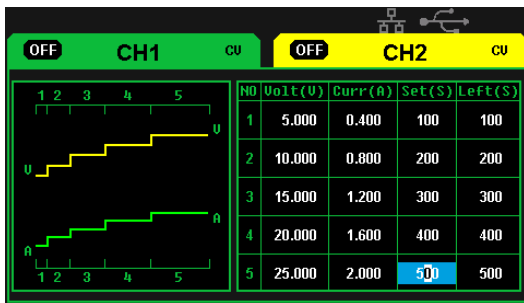 OFF CH1 CV OFF CH2 CV
1 2 3 4 5
V
V
A
A
1 2 3 4 5
NO Volt(V) Curr(A) Set(S) Left(S)
1 5.000 0.400 100 100
2 10.000 0.800 200 200
3 15.000 1.200 300 300
4 20.000 1.600 400 400
5 25.000 2.000 500 500